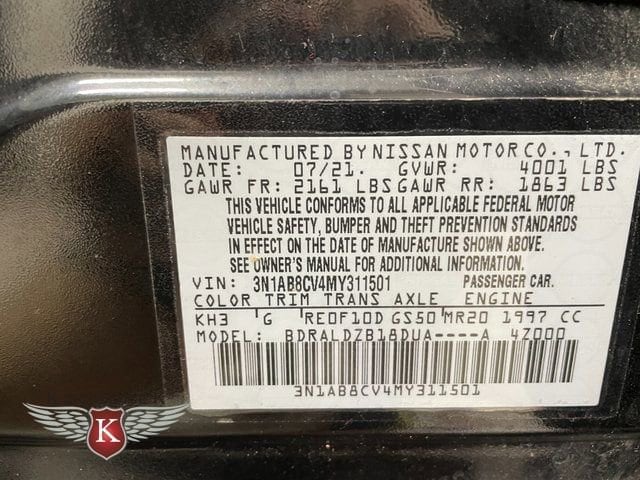 MANUFACTURED BY NISSAN MOTOR CO., LTD.
DATE: 07/21. GVWR: 4001 LBS
GAWR FR: 2161 LBS GAWR RR: 1863 LBS
THIS VEHICLE CONFORMS TO ALL APPLICABLE FEDERAL MOTOR
VEHICLE SAFETY, BUMPER AND THEFT PREVENTION STANDARDS
IN EFFECT ON THE DATE OF MANUFACTURE SHOWN ABOVE.
SEE OWNER'S MANUAL FOR ADDITIONAL INFORMATION.
VIN: 3N1AB8CV4MY311501 PASSENGER CAR.
COLOR TRIM TRANS AXLE ENGINE
KH3 G RE0F10D GS50 MR20 1997 CC
MODEL: BDRALDZB18DUA----A 4Z000
3N1AB8CV4MY311501
K